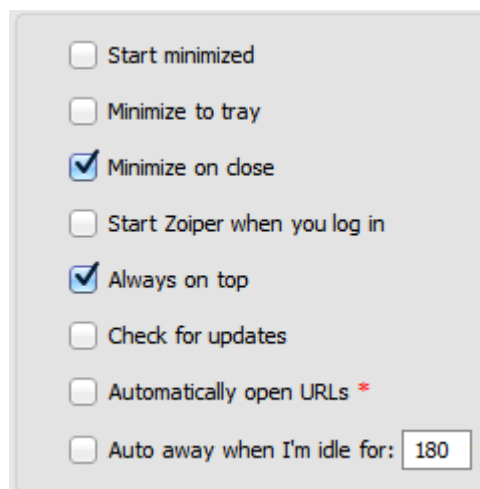 Start minimized
Minimize to tray
Minimize on close
Start Zoiper when you log in
Always on top
Check for updates
Automatically open URLs *
Auto away when I'm idle for: 180